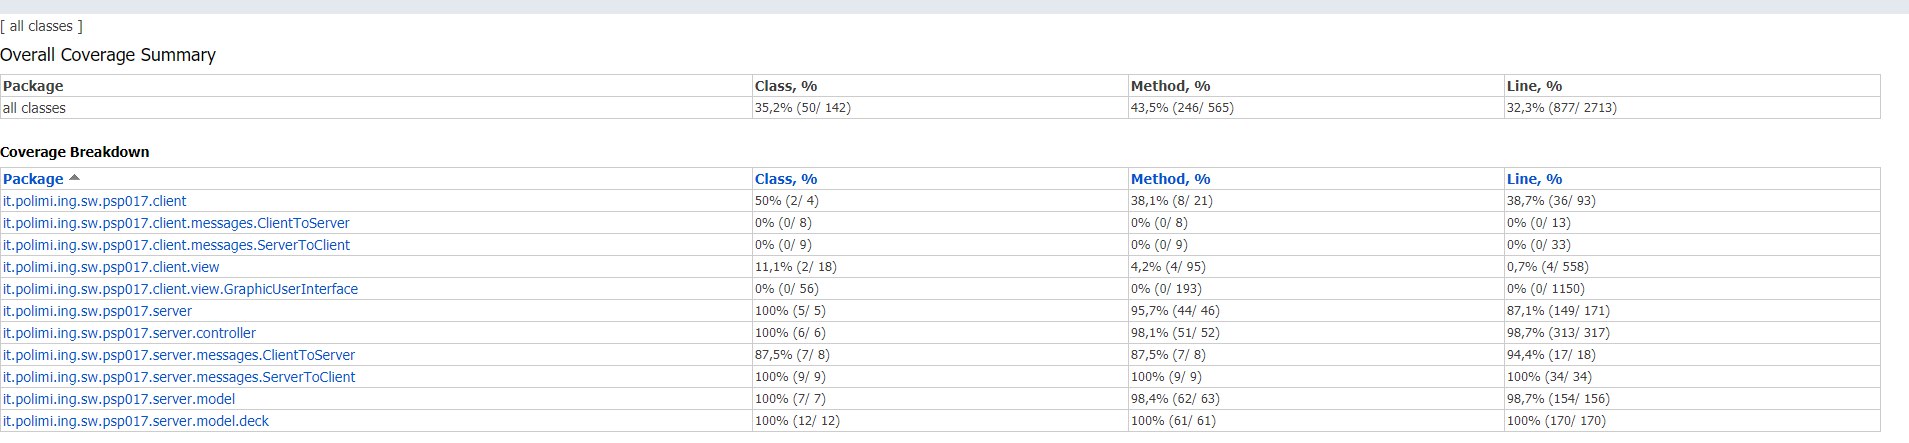 [ all classes ]
Overall Coverage Summary
Package Class, % Method, % Line, %
all classes 35,2% (50/ 142) 43,5% (246/ 565) 32,3% (877/ 2713)
Coverage Breakdown
Package Class, % Method, % Line, %
it.polimi.ing.sw.psp017.client 50% (2/ 4) 38,1% (8/ 21) 38,7% (36/ 93)
it.polimi.ing.sw.psp017.client.messages.ClientToServer 0% (0/ 8) 0% (0/ 8) 0% (0/ 13)
it.polimi.ing.sw.psp017.client.messages.ServerToClient 0% (0/ 9) 0% (0/ 9) 0% (0/ 33)
it.polimi.ing.sw.psp017.client.view 11,1% (2/ 18) 4,2% (4/ 95) 0,7% (4/ 558)
it.polimi.ing.sw.psp017.client.view.GraphicUserInterface 0% (0/ 56) 0% (0/ 193) 0% (0/ 1150)
it.polimi.ing.sw.psp017.server 100% (5/ 5) 95,7% (44/ 46) 87,1% (149/ 171)
it.polimi.ing.sw.psp017.server.controller 100% (6/ 6) 98,1% (51/ 52) 98,7% (313/ 317)
it.polimi.ing.sw.psp017.server.messages.ClientToServer 87,5% (7/ 8) 87,5% (7/ 8) 94,4% (17/ 18)
it.polimi.ing.sw.psp017.server.messages.ServerToClient 100% (9/ 9) 100% (9/ 9) 100% (34/ 34)
it.polimi.ing.sw.psp017.server.model 100% (7/ 7) 98,4% (62/ 63) 98,7% (154/ 156)
it.polimi.ing.sw.psp017.server.model.deck 100% (12/ 12) 100% (61/ 61) 100% (170/ 170)